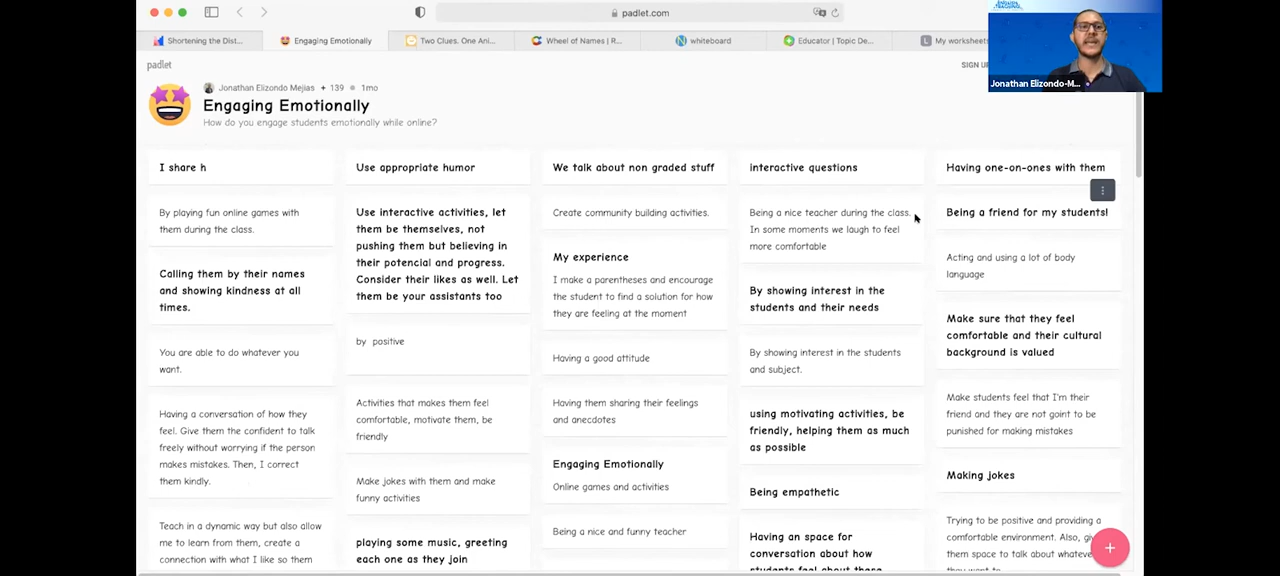 padlet.com
Shortening the Dist...
Engaging Emotionally
Two Clues. One Ani...
Wheel of Names | R...
whiteboard
Educator | Topic De...
My worksheets
padlet
SIGN UP
Jonathan Elizondo-M...
Jonathan Elizondo Mejias + 139 1mo
Engaging Emotionally
How do you engage students emotionally while online?
I share h
By playing fun online games with
them during the class.
Calling them by their names
and showing kindness at all
times.
You are able to do whatever you
want.
Having a conversation of how they
feel. Give them the confident to talk
freely without worrying if the person
makes mistakes. Then, I correct
them kindly.
Teach in a dynamic way but also allow
me to learn from them, create a
connection with what I like so them
Use appropriate humor
Use interactive activities, let
them be themselves, not
pushing them but believing in
their potencial and progress.
Consider their likes as well. Let
them be your assistants too
by positive
Activities that makes them feel
comfortable, motivate them, be
friendly
Make jokes with them and make
funny activities
playing some music, greeting
each one as they join
We talk about non graded stuff
Create community building activities.
My experience
I make a parentheses and encourage
the student to find a solution for how
they are feeling at the moment
Having a good attitude
Having them sharing their feelings
and anecdotes
Engaging Emotionally
Online games and activities
Being a nice and funny teacher
interactive questions
Being a nice teacher during the class.
In some moments we laugh to feel
more comfortable
By showing interest in the
students and their needs
By showing interest in the students
and subject.
using motivating activities, be
friendly, helping them as much
as possible
Being empathetic
Having an space for
conversation about how
students feel about these
Having one-on-ones with them
Being a friend for my students!
Acting and using a lot of body
language
Make sure that they feel
comfortable and their cultural
background is valued
Make students feel that I'm their
friend and they are not goint to be
punished for making mistakes
Making jokes
Trying to be positive and providing a
comfortable environment. Also, giv
them space to talk about whateve
they want to